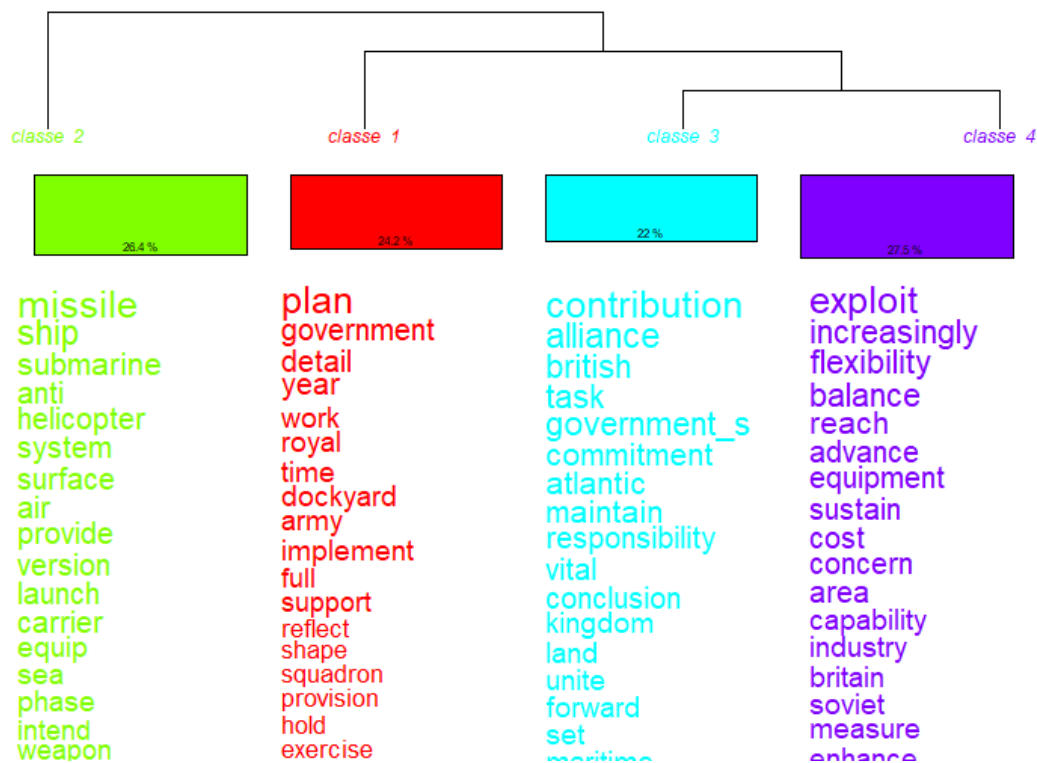 classe 2
classe 1
classe 3
classe 4
26.4 %
24.2 %
22 %
27.5 %
missile
ship
submarine
anti
helicopter
system
surface
air
provide
version
launch
carrier
equip
sea
phase
intend
weapon
plan
government
detail
year
work
royal
time
dockyard
army
implement
full
support
reflect
shape
squadron
provision
hold
exercise
contribution
alliance
british
task
government_s
commitment
atlantic
maintain
responsibility
vital
conclusion
kingdom
land
unite
forward
set
maritime
exploit
increasingly
flexibility
balance
reach
advance
equipment
sustain
cost
concern
area
capability
industry
britain
soviet
measure
enhance